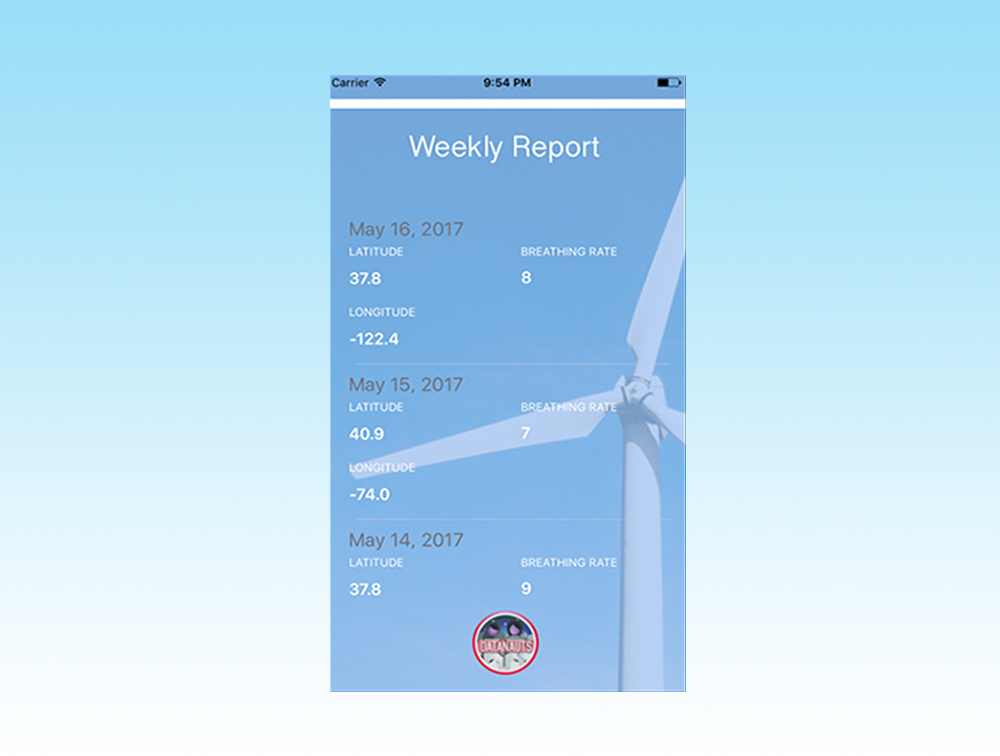 Carrier 9:54 PM
Weekly Report
May 16, 2017
LATITUDE BREATHING RATE
37.8 8
LONGITUDE
-122.4
May 15, 2017
LATITUDE BREATHING RATE
40.9 7
LONGITUDE
-74.0
May 14, 2017
LATITUDE BREATHING RATE
37.8 9
DATANAUTS